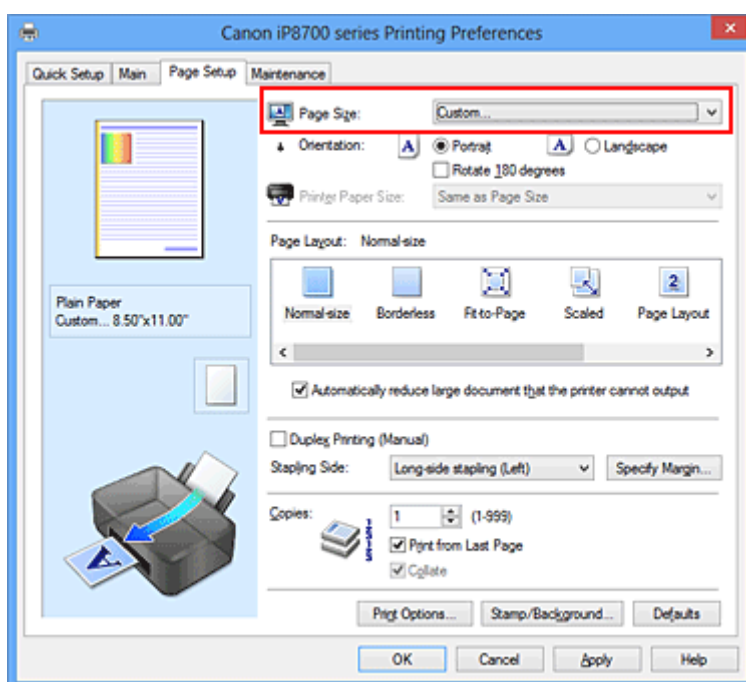 Canon iP8700 series Printing Preferences
Quick Setup Main Page Setup Maintenance
Page Size: Custom...
Orientation: A Portrait A Landscape
Rotate 180 degrees
Printer Paper Size: Same as Page Size
Page Layout: Normal-size
2
Normal-size Borderless Fit-to-Page Scaled Page Layout
Plain Paper
Custom... 8.50"x11.00"
Automatically reduce large document that the printer cannot output
Duplex Printing (Manual)
Stapling Side: Long-side stapling (Left) Specify Margin...
Copies: 1 (1-999)
Print from Last Page
Collate
A
Print Options... Stamp/Background... Defaults
OK Cancel Apply Help